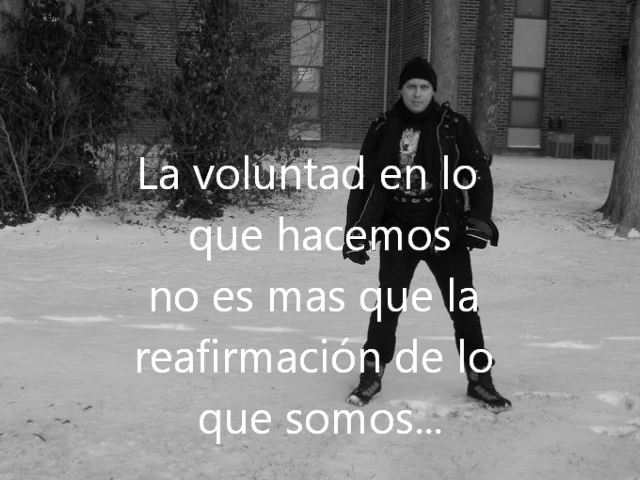 La voluntad en lo
que hacemos
no es mas que la
reafirmación de lo
que somos...